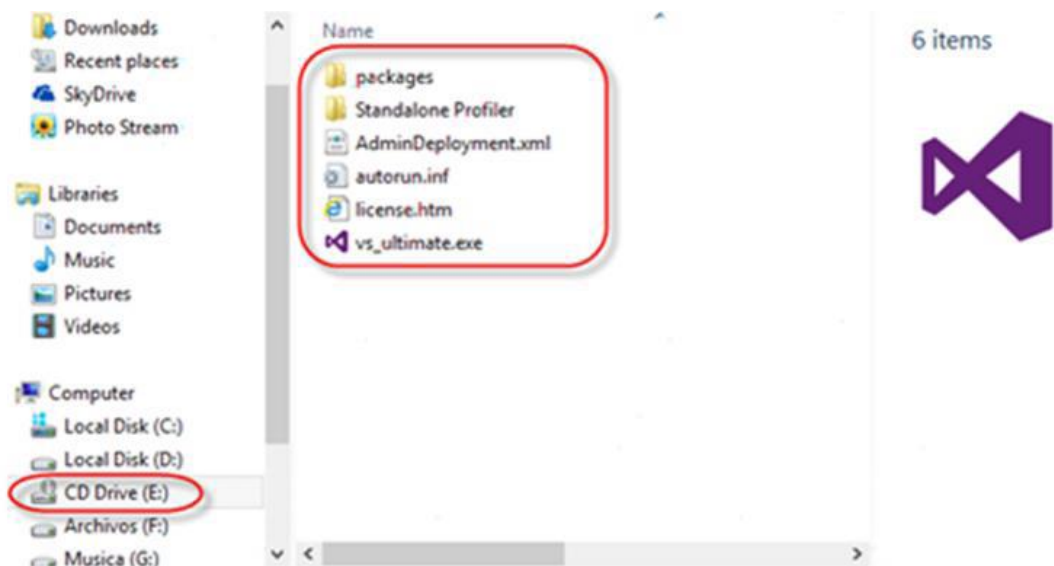 Downloads
Recent places
SkyDrive
Photo Stream
Libraries
Documents
Music
Pictures
Videos
Computer
Local Disk (C:)
Local Disk (D:)
CD Drive (E:)
Archivos (F:)
Musica (G:)
Name
packages
Standalone Profiler
AdminDeployment.xml
autorun.inf
license.htm
vs_ultimate.exe
6 items